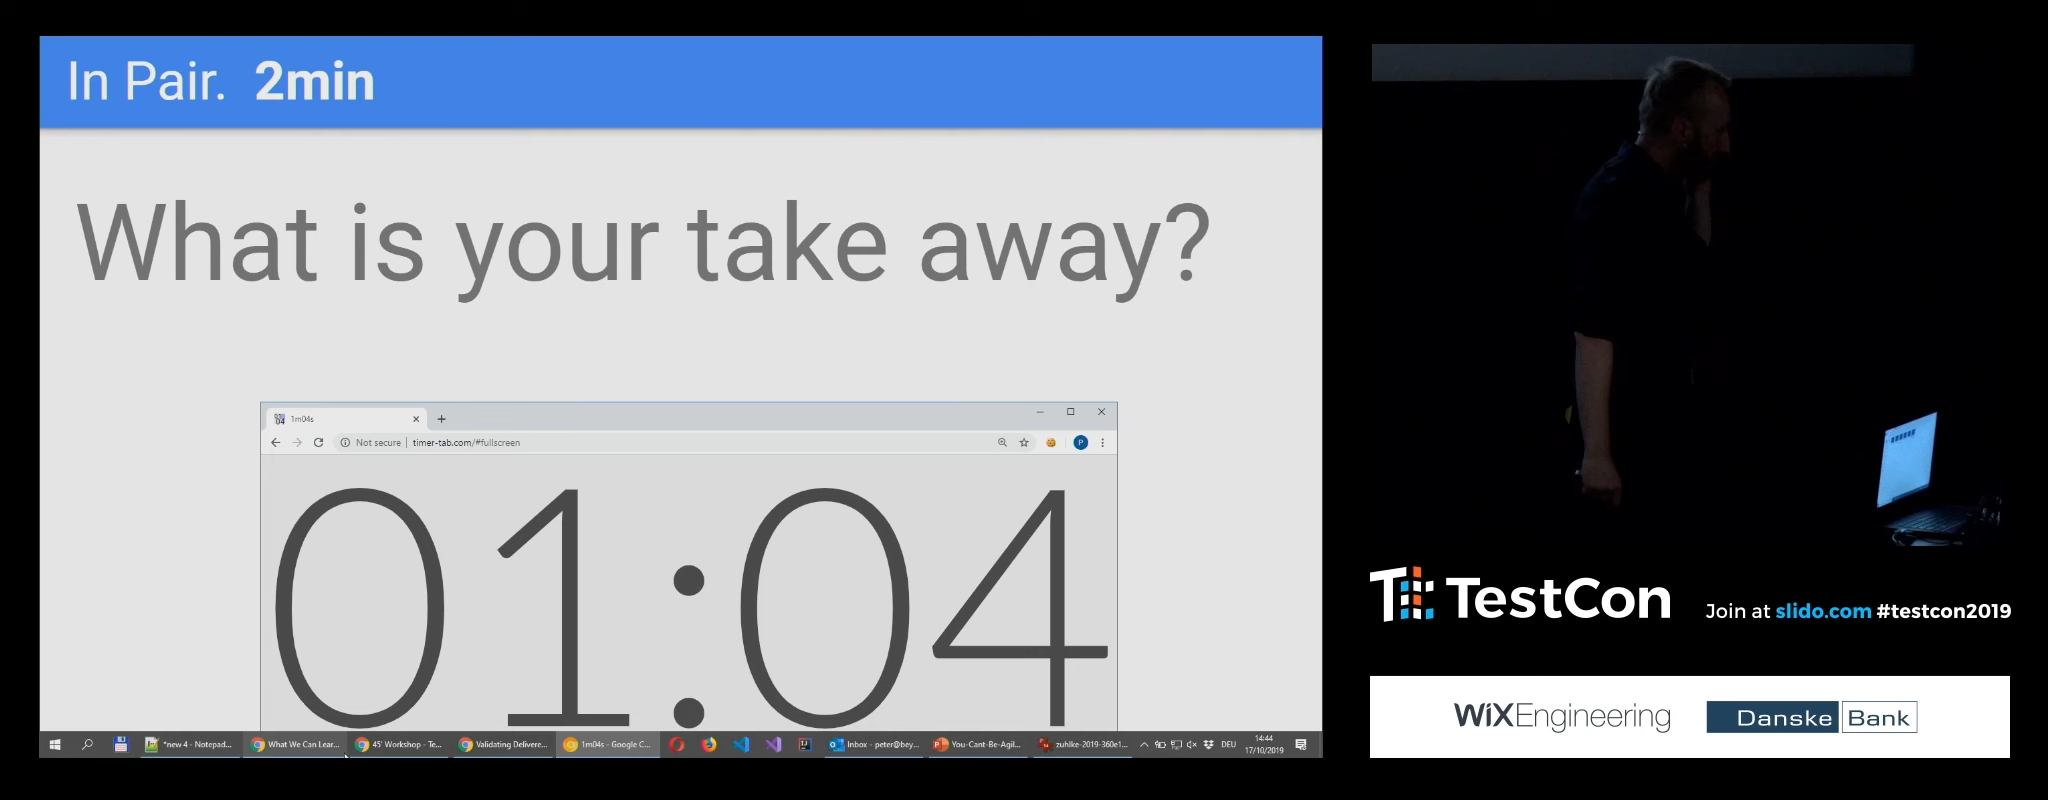 In Pair. 2min
What is your take away?
1m04s
Not secure | timer-tab.com/#fullscreen
P
01:04
*new 4 - Notepad...
What We Can Lear...
45' Workshop - Te...
Validating Delivere...
1m04s - Google C...
Inbox - peter@bey...
You-Cant-Be-Agil...
zuhlke-2019-360e1...
DEU
14:44
17/10/2019
TestCon
Join at slido.com #testcon2019
WiXEngineering
Danske Bank